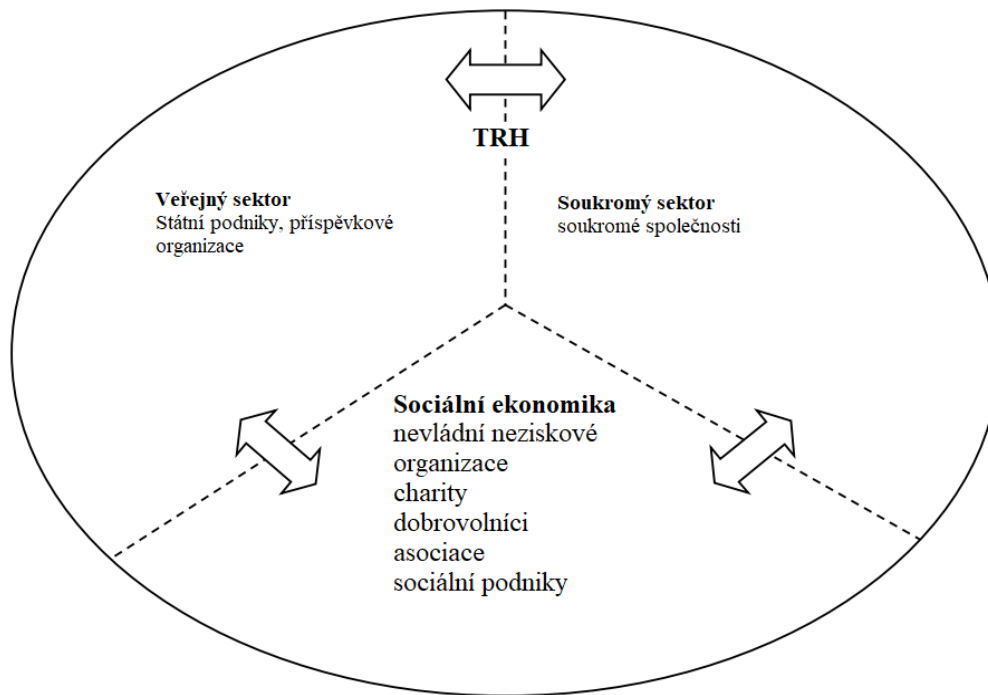 TRH
Veřejný sektor
Státní podniky, příspěvkové
organizace
Soukromý sektor
soukromé společnosti
Sociální ekonomika
nevládní neziskové
organizace
charity
dobrovolníci
asociace
sociální podniky